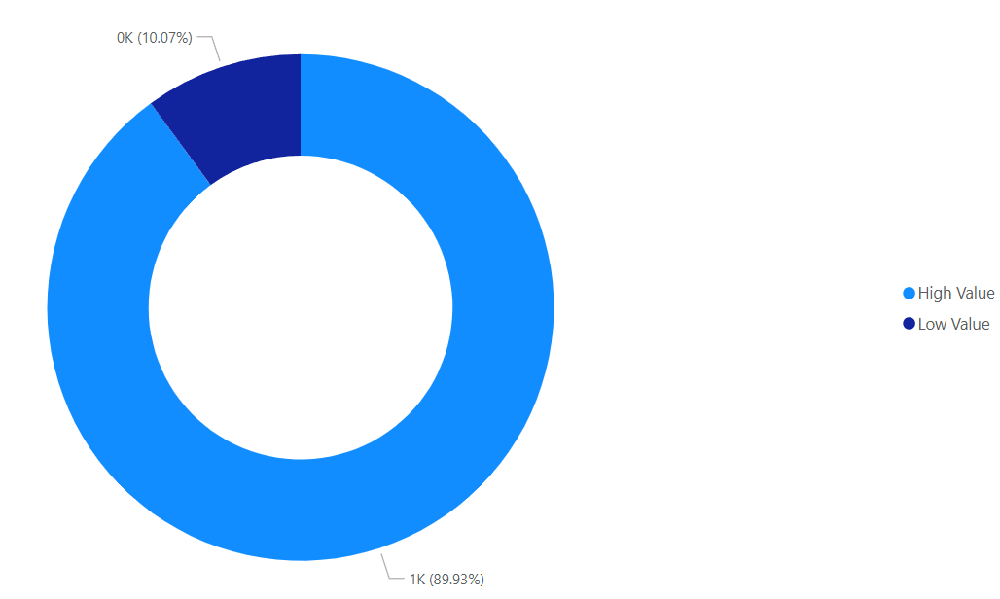 0K (10.07%)
High Value
Low Value
1K (89.93%)